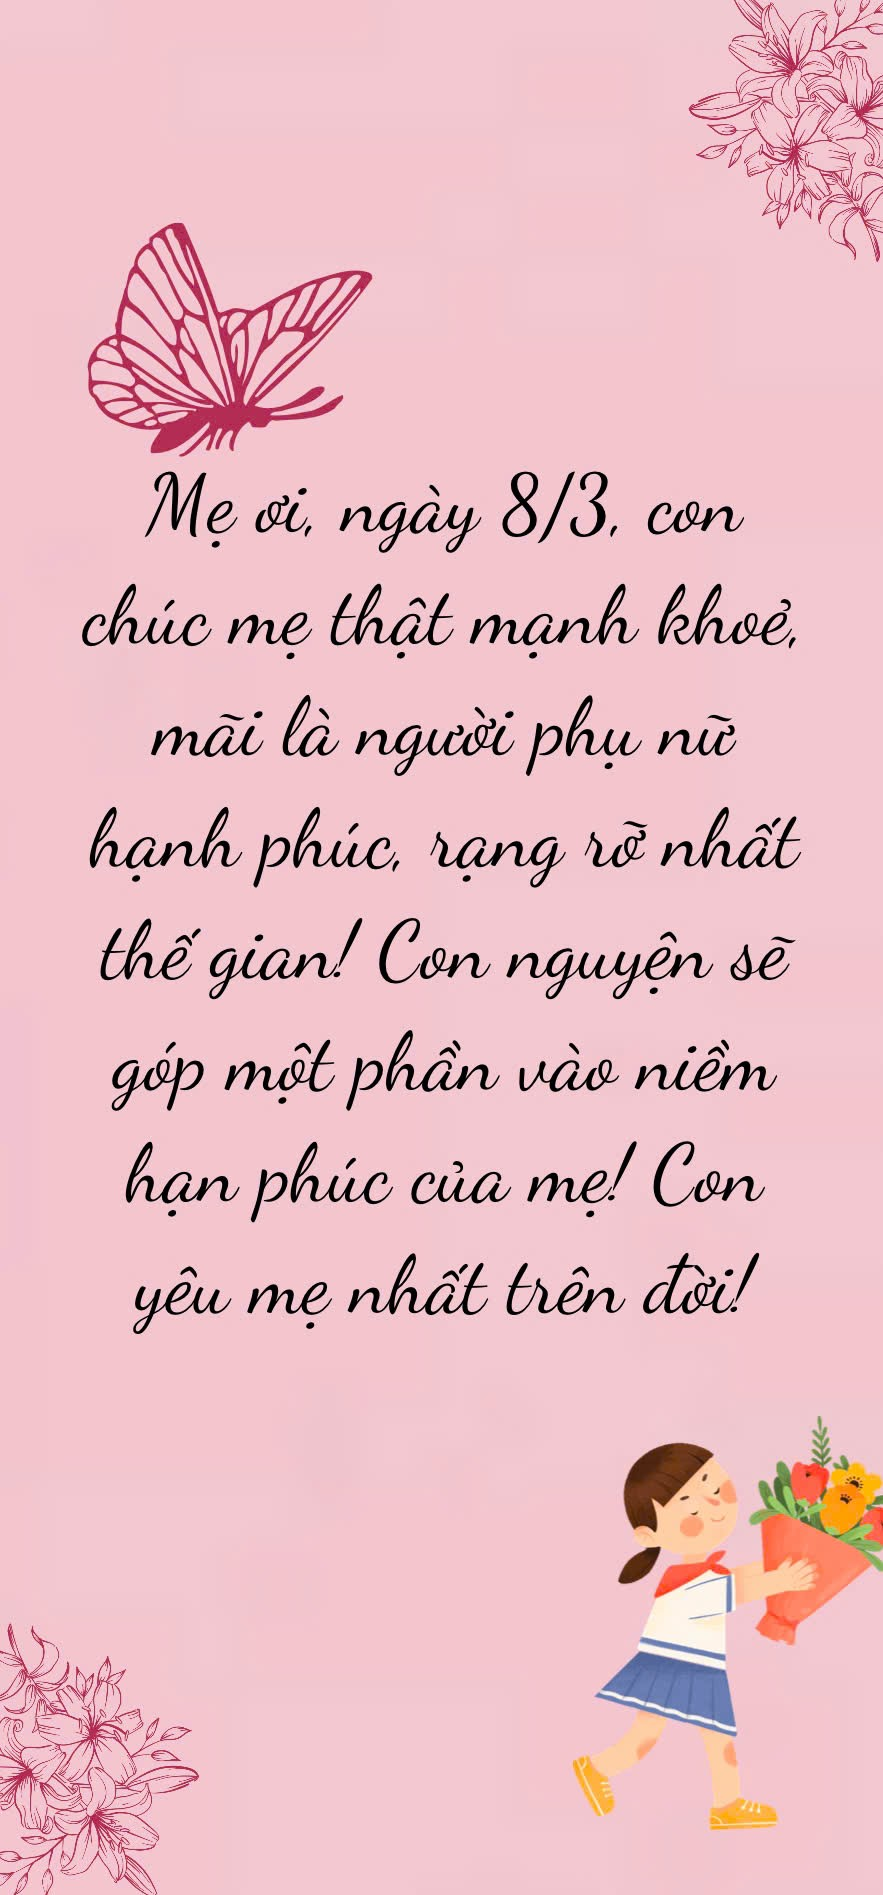 Mẹ ơi, ngày 8/3, con
chúc mẹ thật mạnh khoẻ,
mãi là người phụ nữ
hạnh phúc, rạng rỡ nhất
thế gian! Con nguyện sẽ
góp một phần vào niềm
hạn phúc của mẹ! Con
yêu mẹ nhất trên đời!